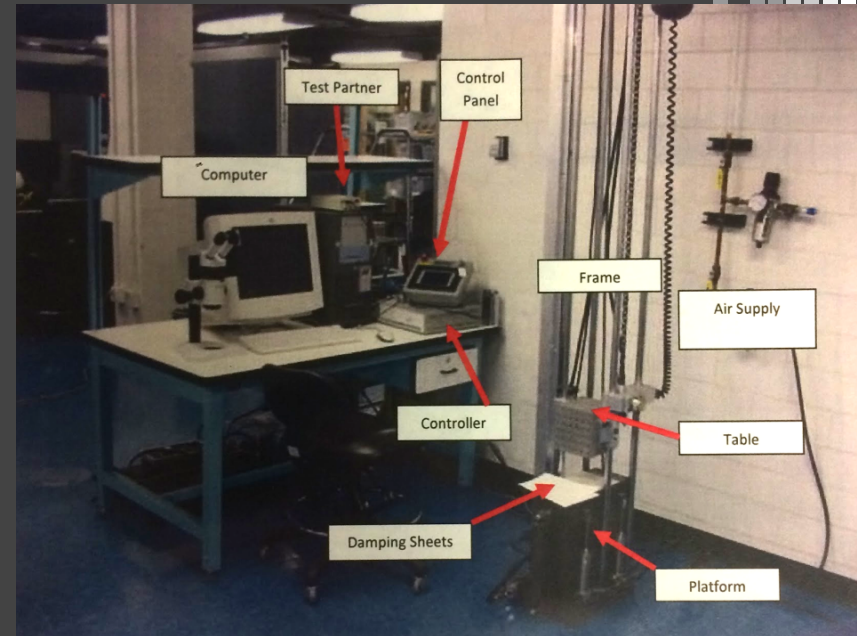 Test Partner
Control
Panel
Computer
Frame
Air Supply
Controller
Table
Damping Sheets
Platform